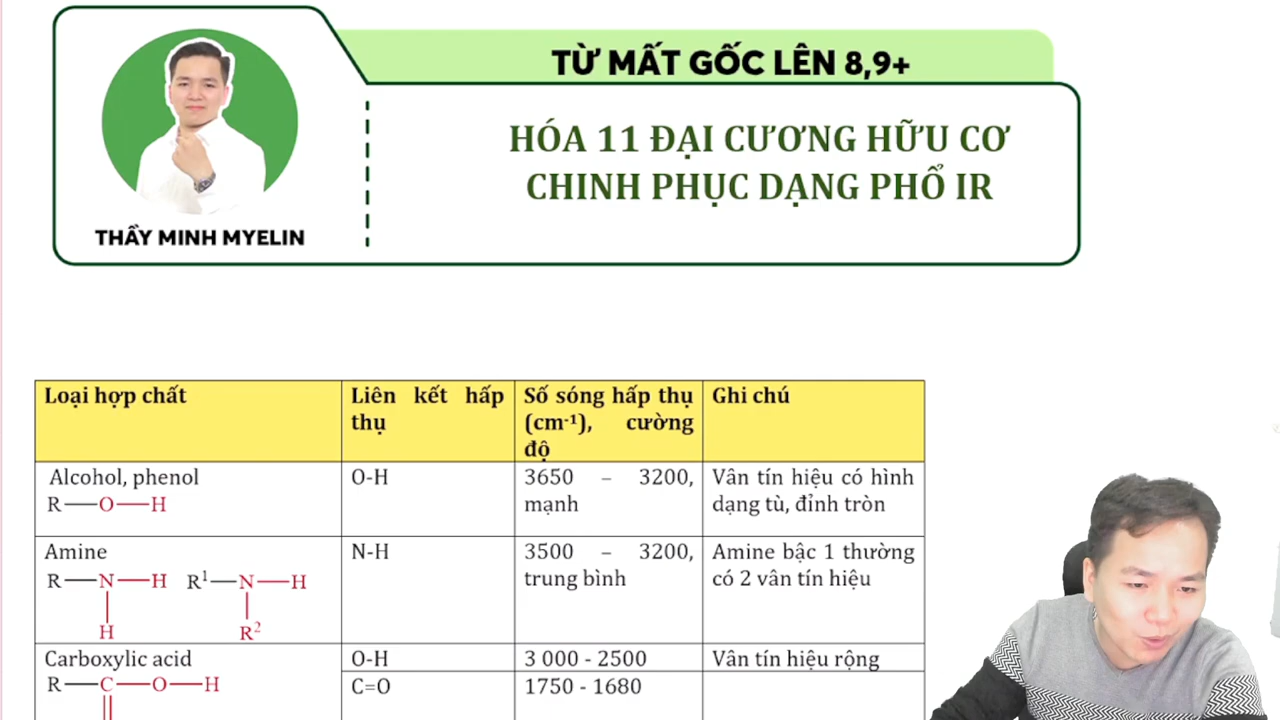 TỪ MẤT GỐC LÊN 8,9+
HÓA 11 ĐẠI CƯƠNG HỮU CƠ
CHINH PHỤC DẠNG PHỔ IR
THẦY MINH MYELIN
Loại hợp chất
Liên kết hấp
thụ
Số sóng hấp thụ
(cm-1), cường
độ
Ghi chú
Alcohol, phenol
R—O—H
O-H
3650 – 3200,
mạnh
Vân tín hiệu có hình
dạng tù, đỉnh tròn
Amine
R—N—H R¹—N—H
H R²
N-H
3500 – 3200,
trung bình
Amine bậc 1 thường
có 2 vân tín hiệu
Carboxylic acid
R—C—O—H
O-H
3 000 - 2500
Vân tín hiệu rộng
C=O
1750 - 1680